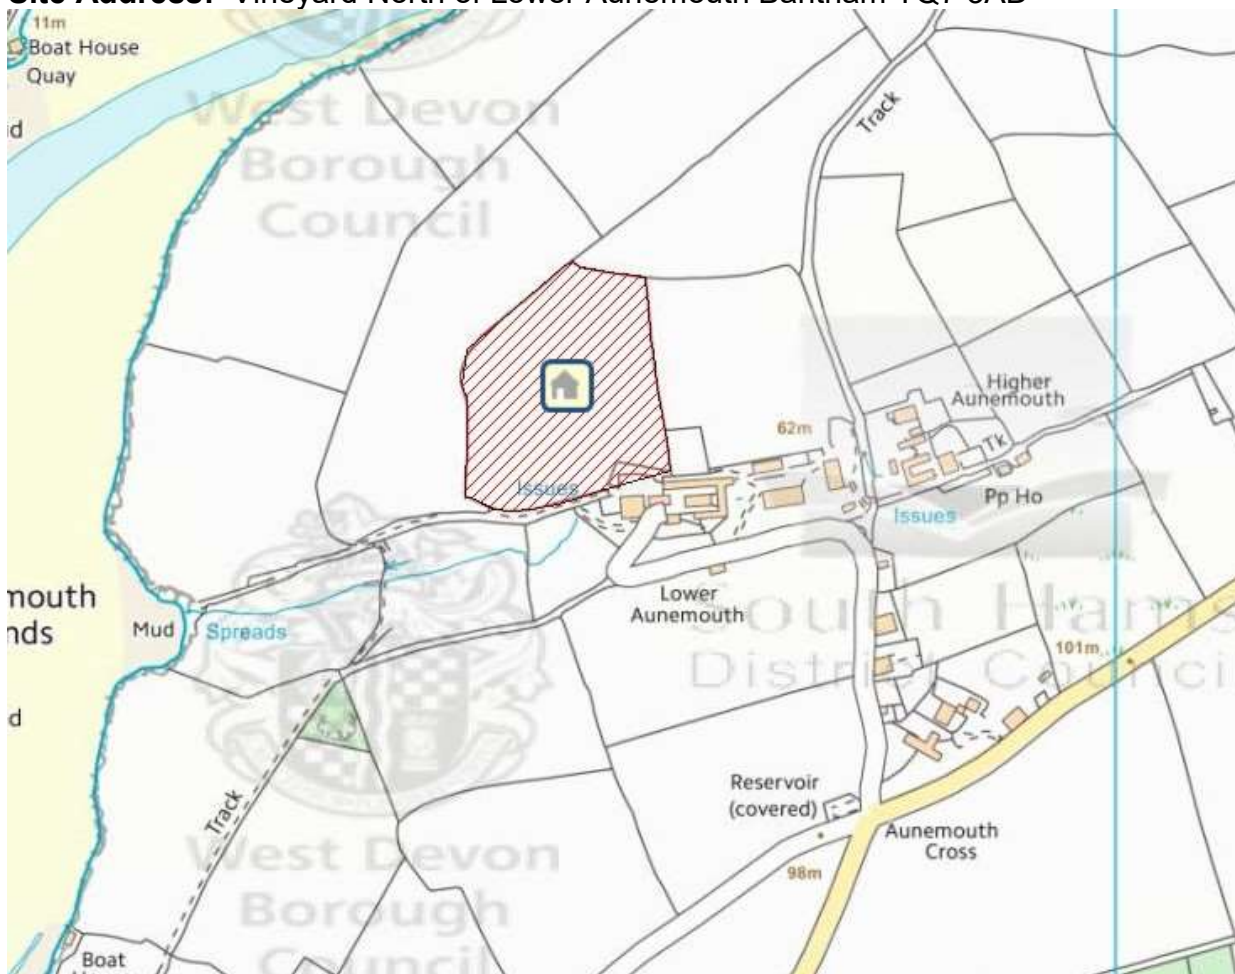 Site Address: Vineyard North of Lower Aunemouth Bantham TQ7 3AD
11m
Boat House
Quay
West Devon
Borough
Council
Track
Higher
Aunemouth
62m
Tk
Issues
Pp Ho
Issues
Lower
Aunemouth
mouth
nds
Mud
Spreads
South Hams
District Council
101m
Track
Reservoir
(covered)
Aunemouth
Cross
98m
West Devon
Borough
Council
Boat